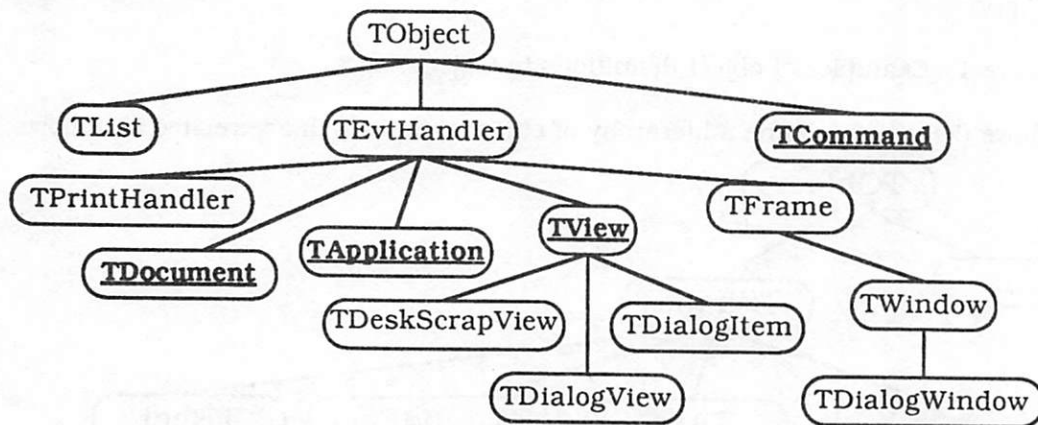 TObject
TList
TEvtHandler
TCommand
TPrintHandler
TFrame
TDocument
TApplication
TView
TDeskScrapView
TDialogItem
TWindow
TDialogView
TDialogWindow